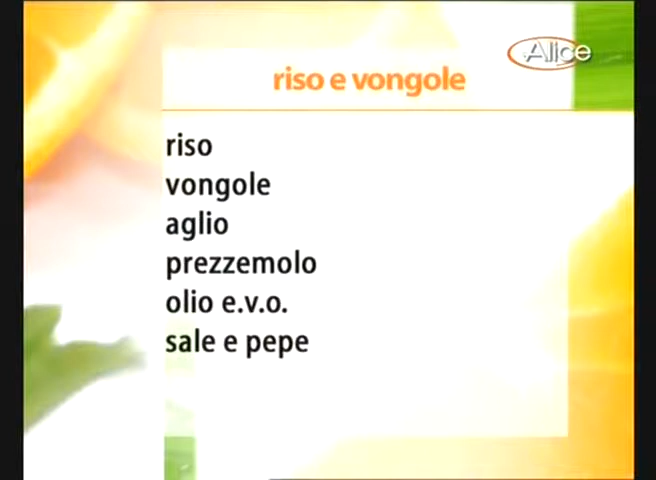 Alice
riso e vongole
riso
vongole
aglio
prezzemolo
olio e.v.o.
sale e pepe